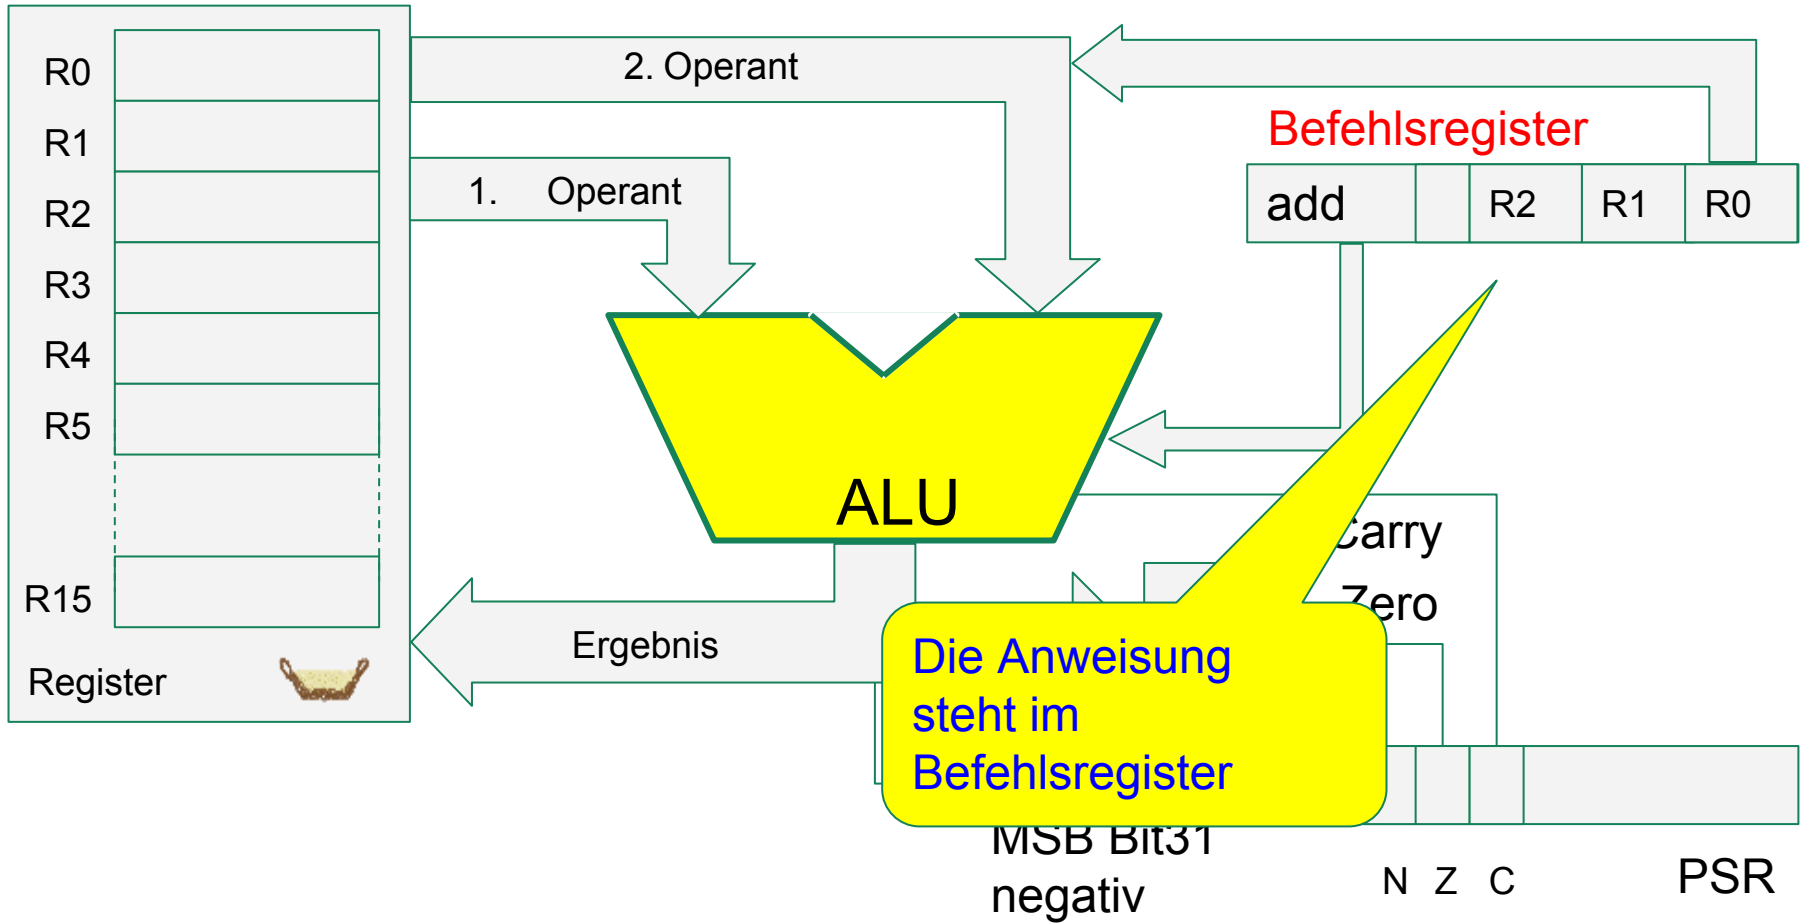 R0
R1
R2
R3
R4
R5
R15
Register
2. Operant
1. Operant
Befehlsregister
add R2 R1 R0
ALU
Carry
Zero
Ergebnis
Die Anweisung
steht im
Befehlsregister
MSB Bit31
negativ
N Z C PSR